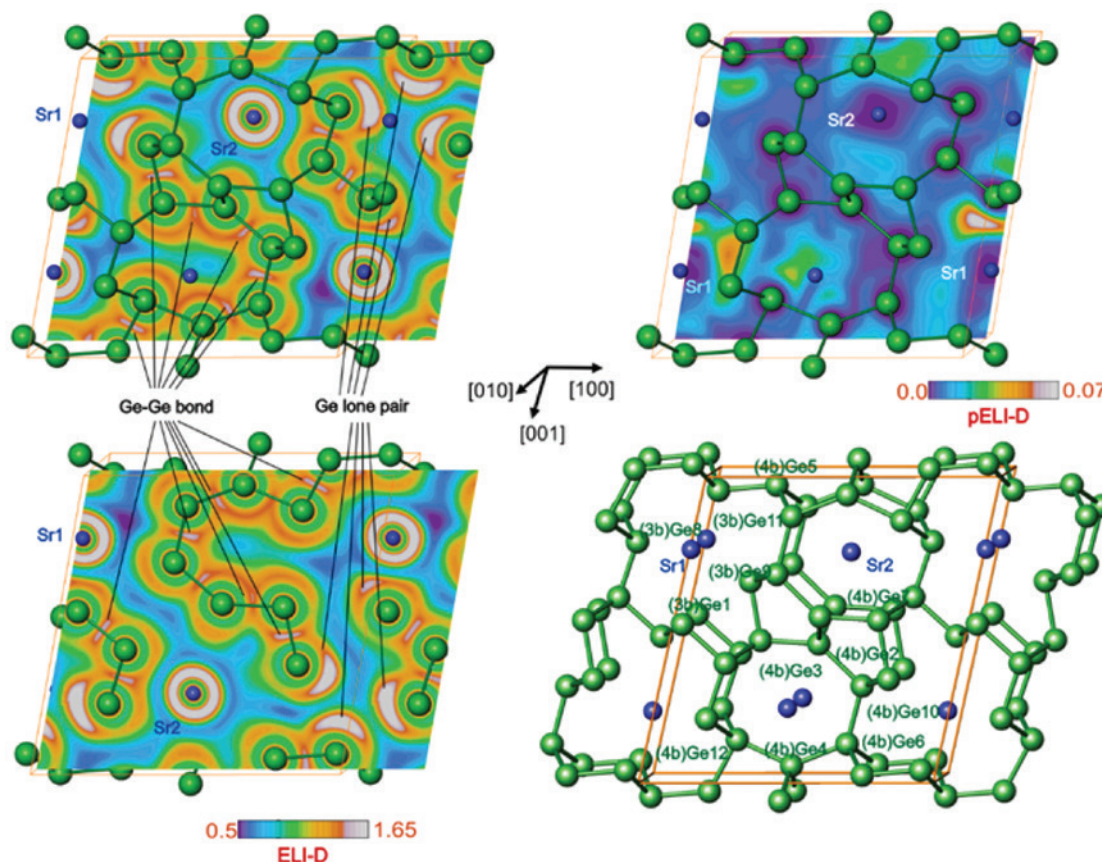 Sr1
Sr2
Sr2
Sr1
Sr1
Ge-Ge bond
Ge lone pair
[010]
[100]
[001]
0.0
0.07
pELI-D
Sr1
Sr2
0.5
1.65
ELI-D
(4b)Ge5
(3b)Ge11
(3b)Ge8
Sr1
Sr2
(3b)Ge9
(3b)Ge1
(4b)Ge7
(4b)Ge2
(4b)Ge3
(4b)Ge10
(4b)Ge12
(4b)Ge4
(4b)Ge6